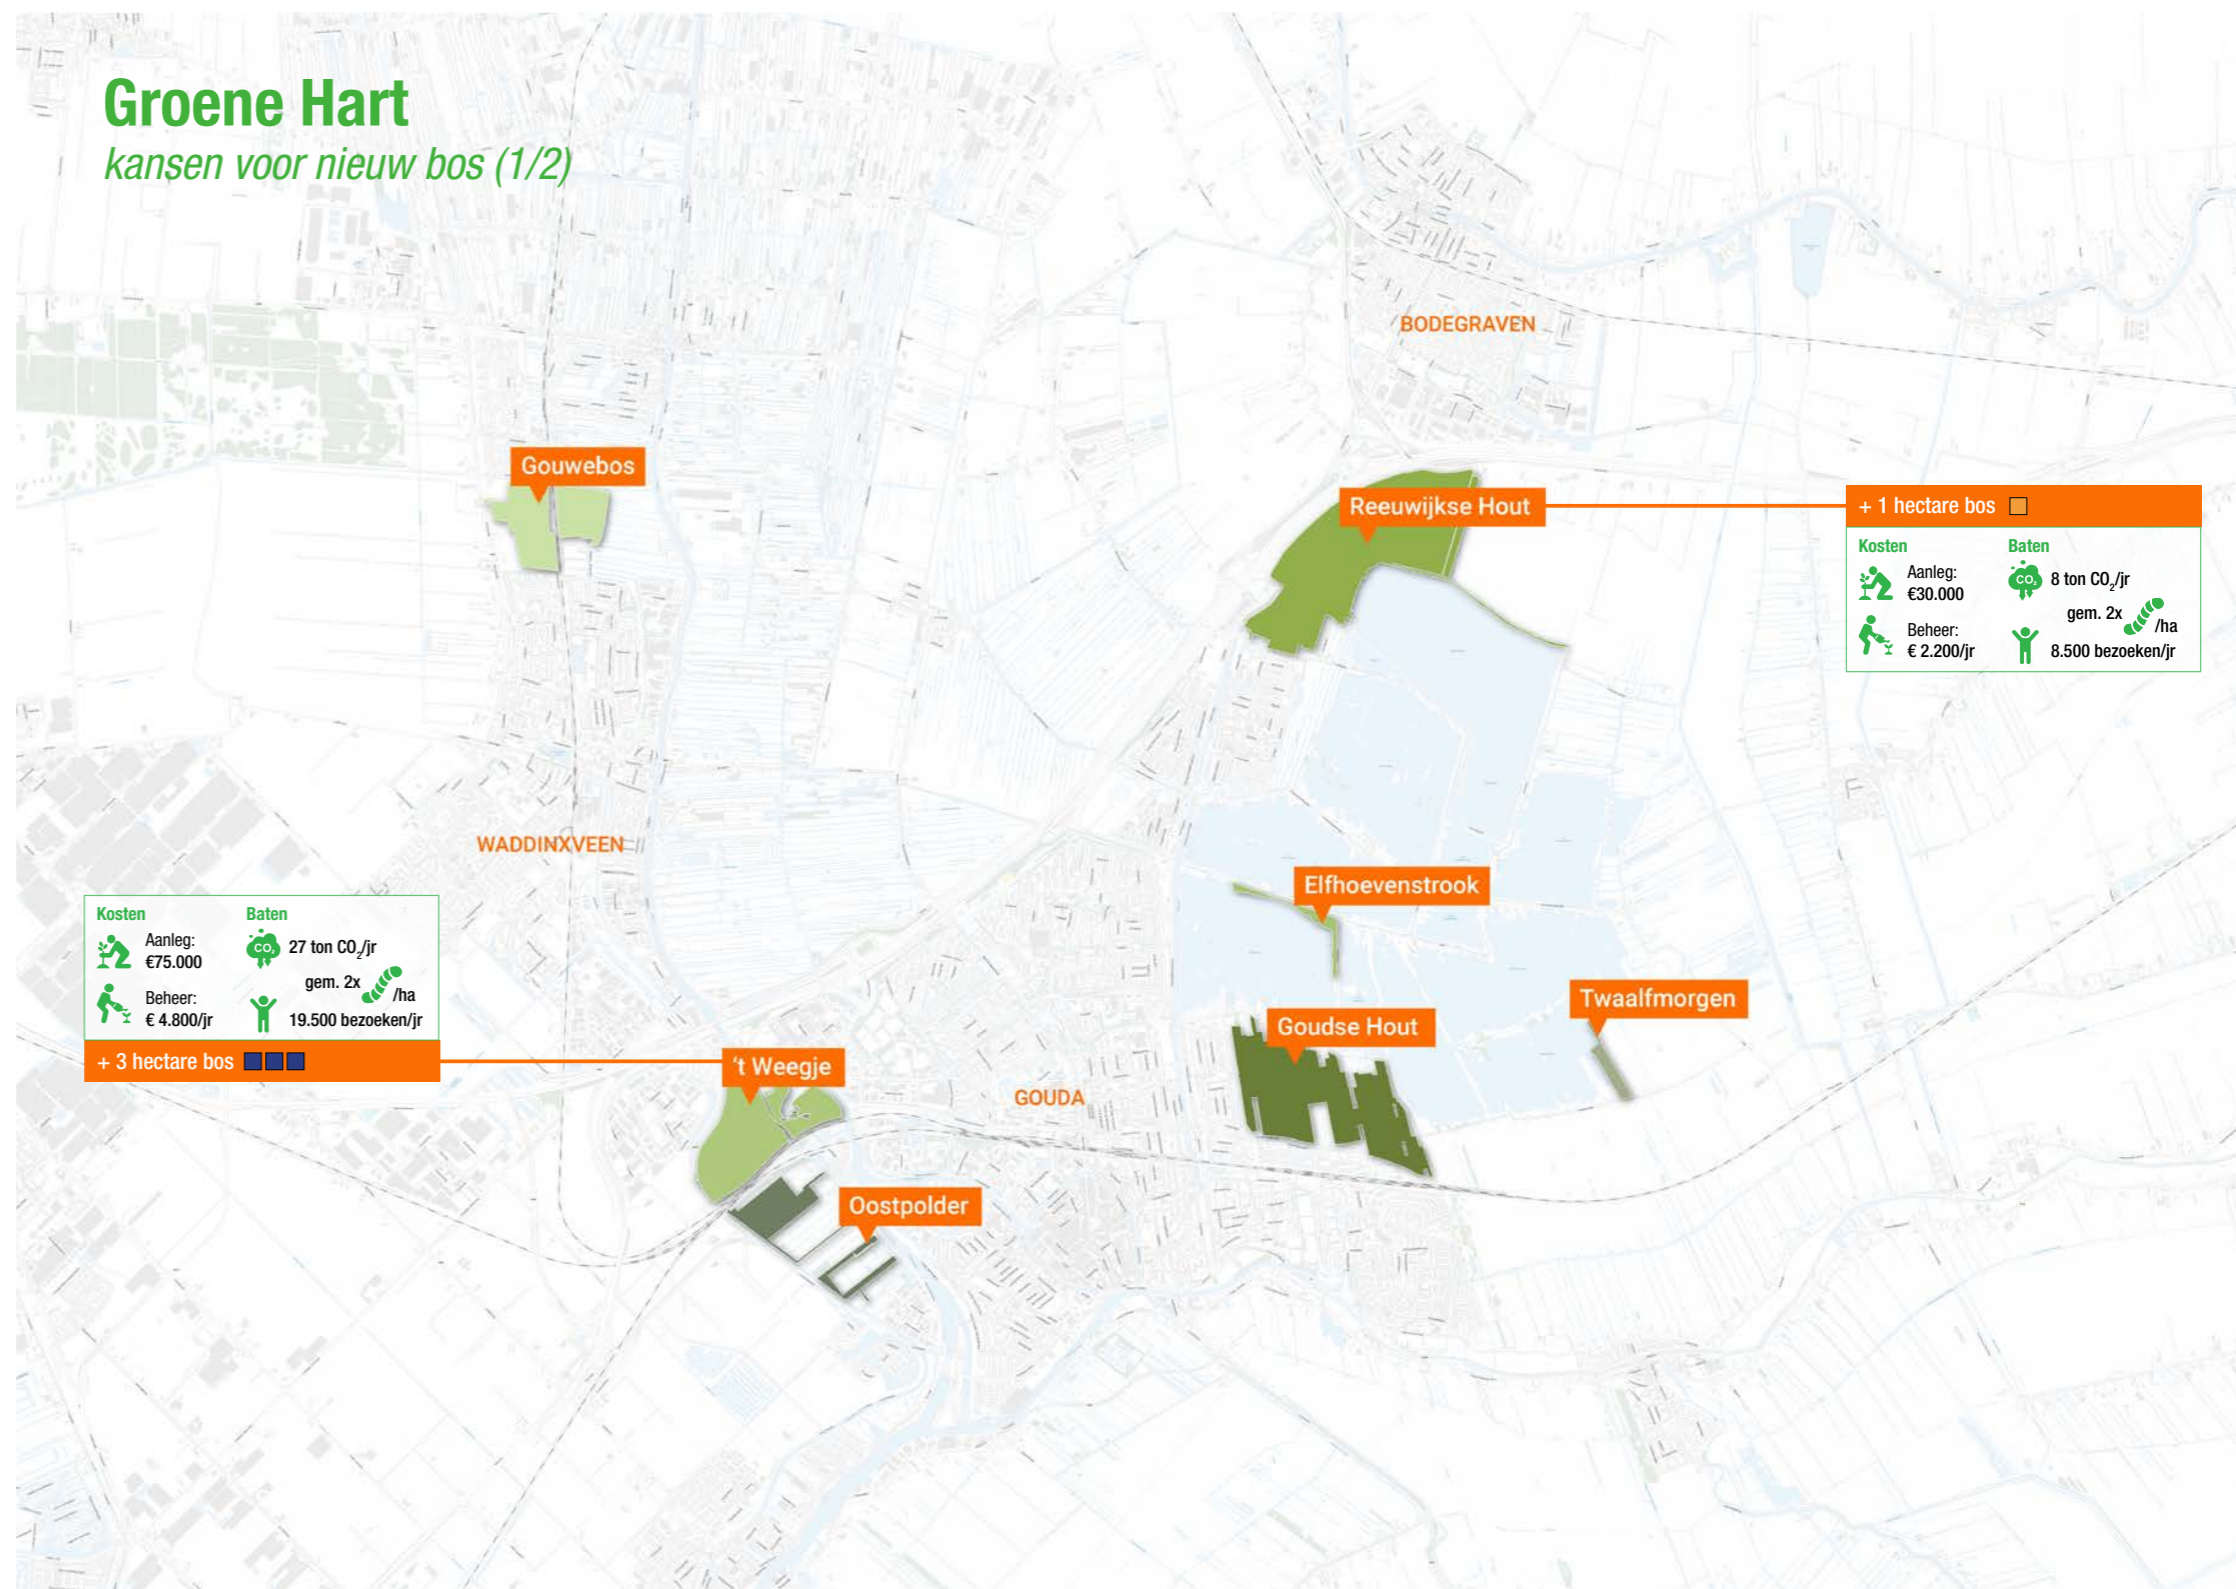 Groene Hart
kansen voor nieuw bos (1/2)
BODEGRAVEN
Gouwebos
Reeuwijkse Hout
+ 1 hectare bos
Kosten
Aanleg:
€30.000
Beheer:
€ 2.200/jr
Baten
CO₂
8 ton CO₂/jr
gem. 2x /ha
8.500 bezoeken/jr
WADDINXVEEN
Elfhoevenstrook
Kosten
Aanleg:
€75.000
Beheer:
€ 4.800/jr
Baten
CO₂
27 ton CO₂/jr
gem. 2x /ha
19.500 bezoeken/jr
+ 3 hectare bos
Twaalfmorgen
Goudse Hout
't Weegje
GOUDA
Oostpolder